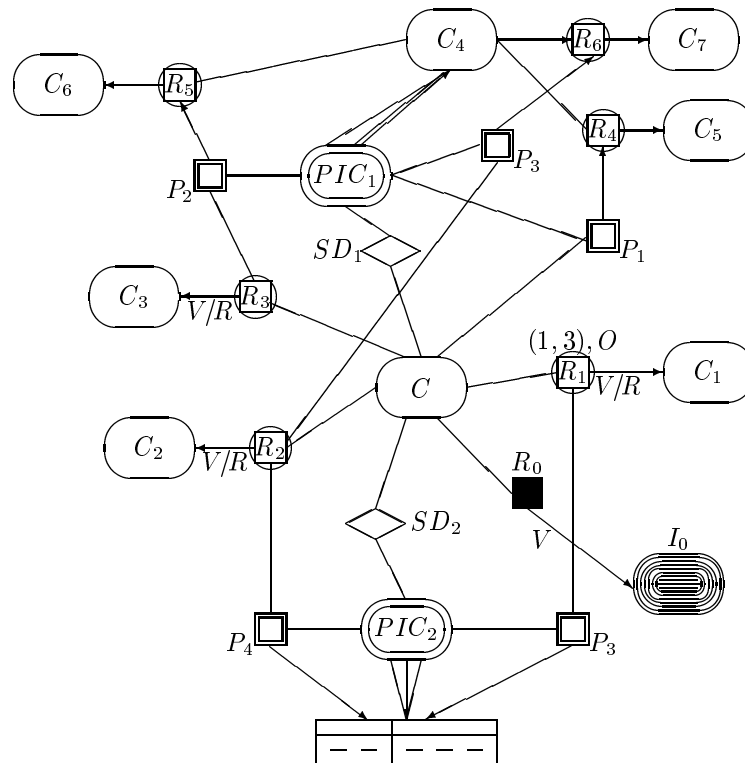 C₄ R₆ C₇
C₆ R₅
R₄ C₅
P₃
PIC₁
P₂
SD₁ P₁
C₃ V/R R₃
(1, 3), O
C R₁ V/R C₁
C₂ V/R R₂
R₀
SD₂ V I₀
P₄ PIC₂ P₃